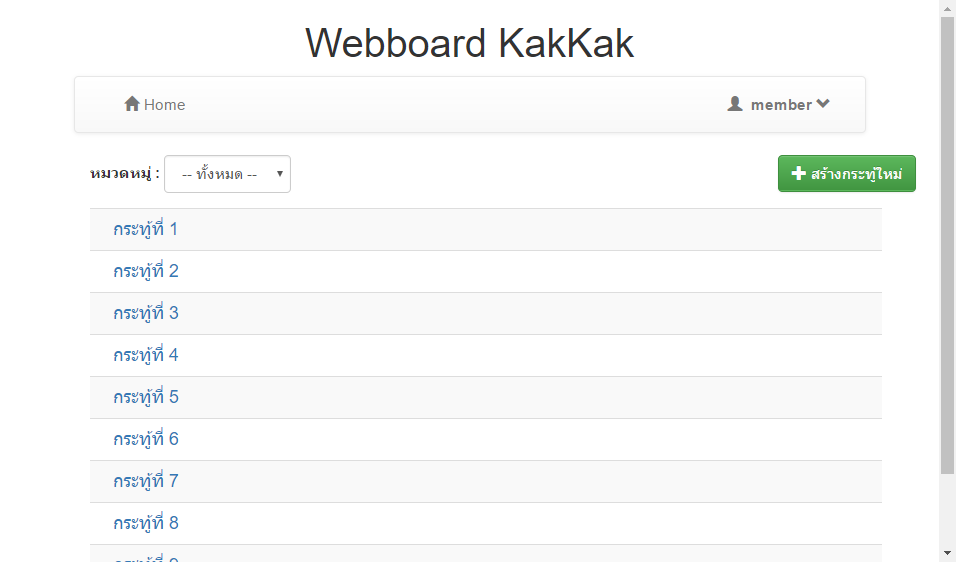 Webboard KakKak
Home member
หมวดหมู่ : -- ทั้งหมด -- สร้างกระทู้ใหม่
กระทู้ที่ 1
กระทู้ที่ 2
กระทู้ที่ 3
กระทู้ที่ 4
กระทู้ที่ 5
กระทู้ที่ 6
กระทู้ที่ 7
กระทู้ที่ 8